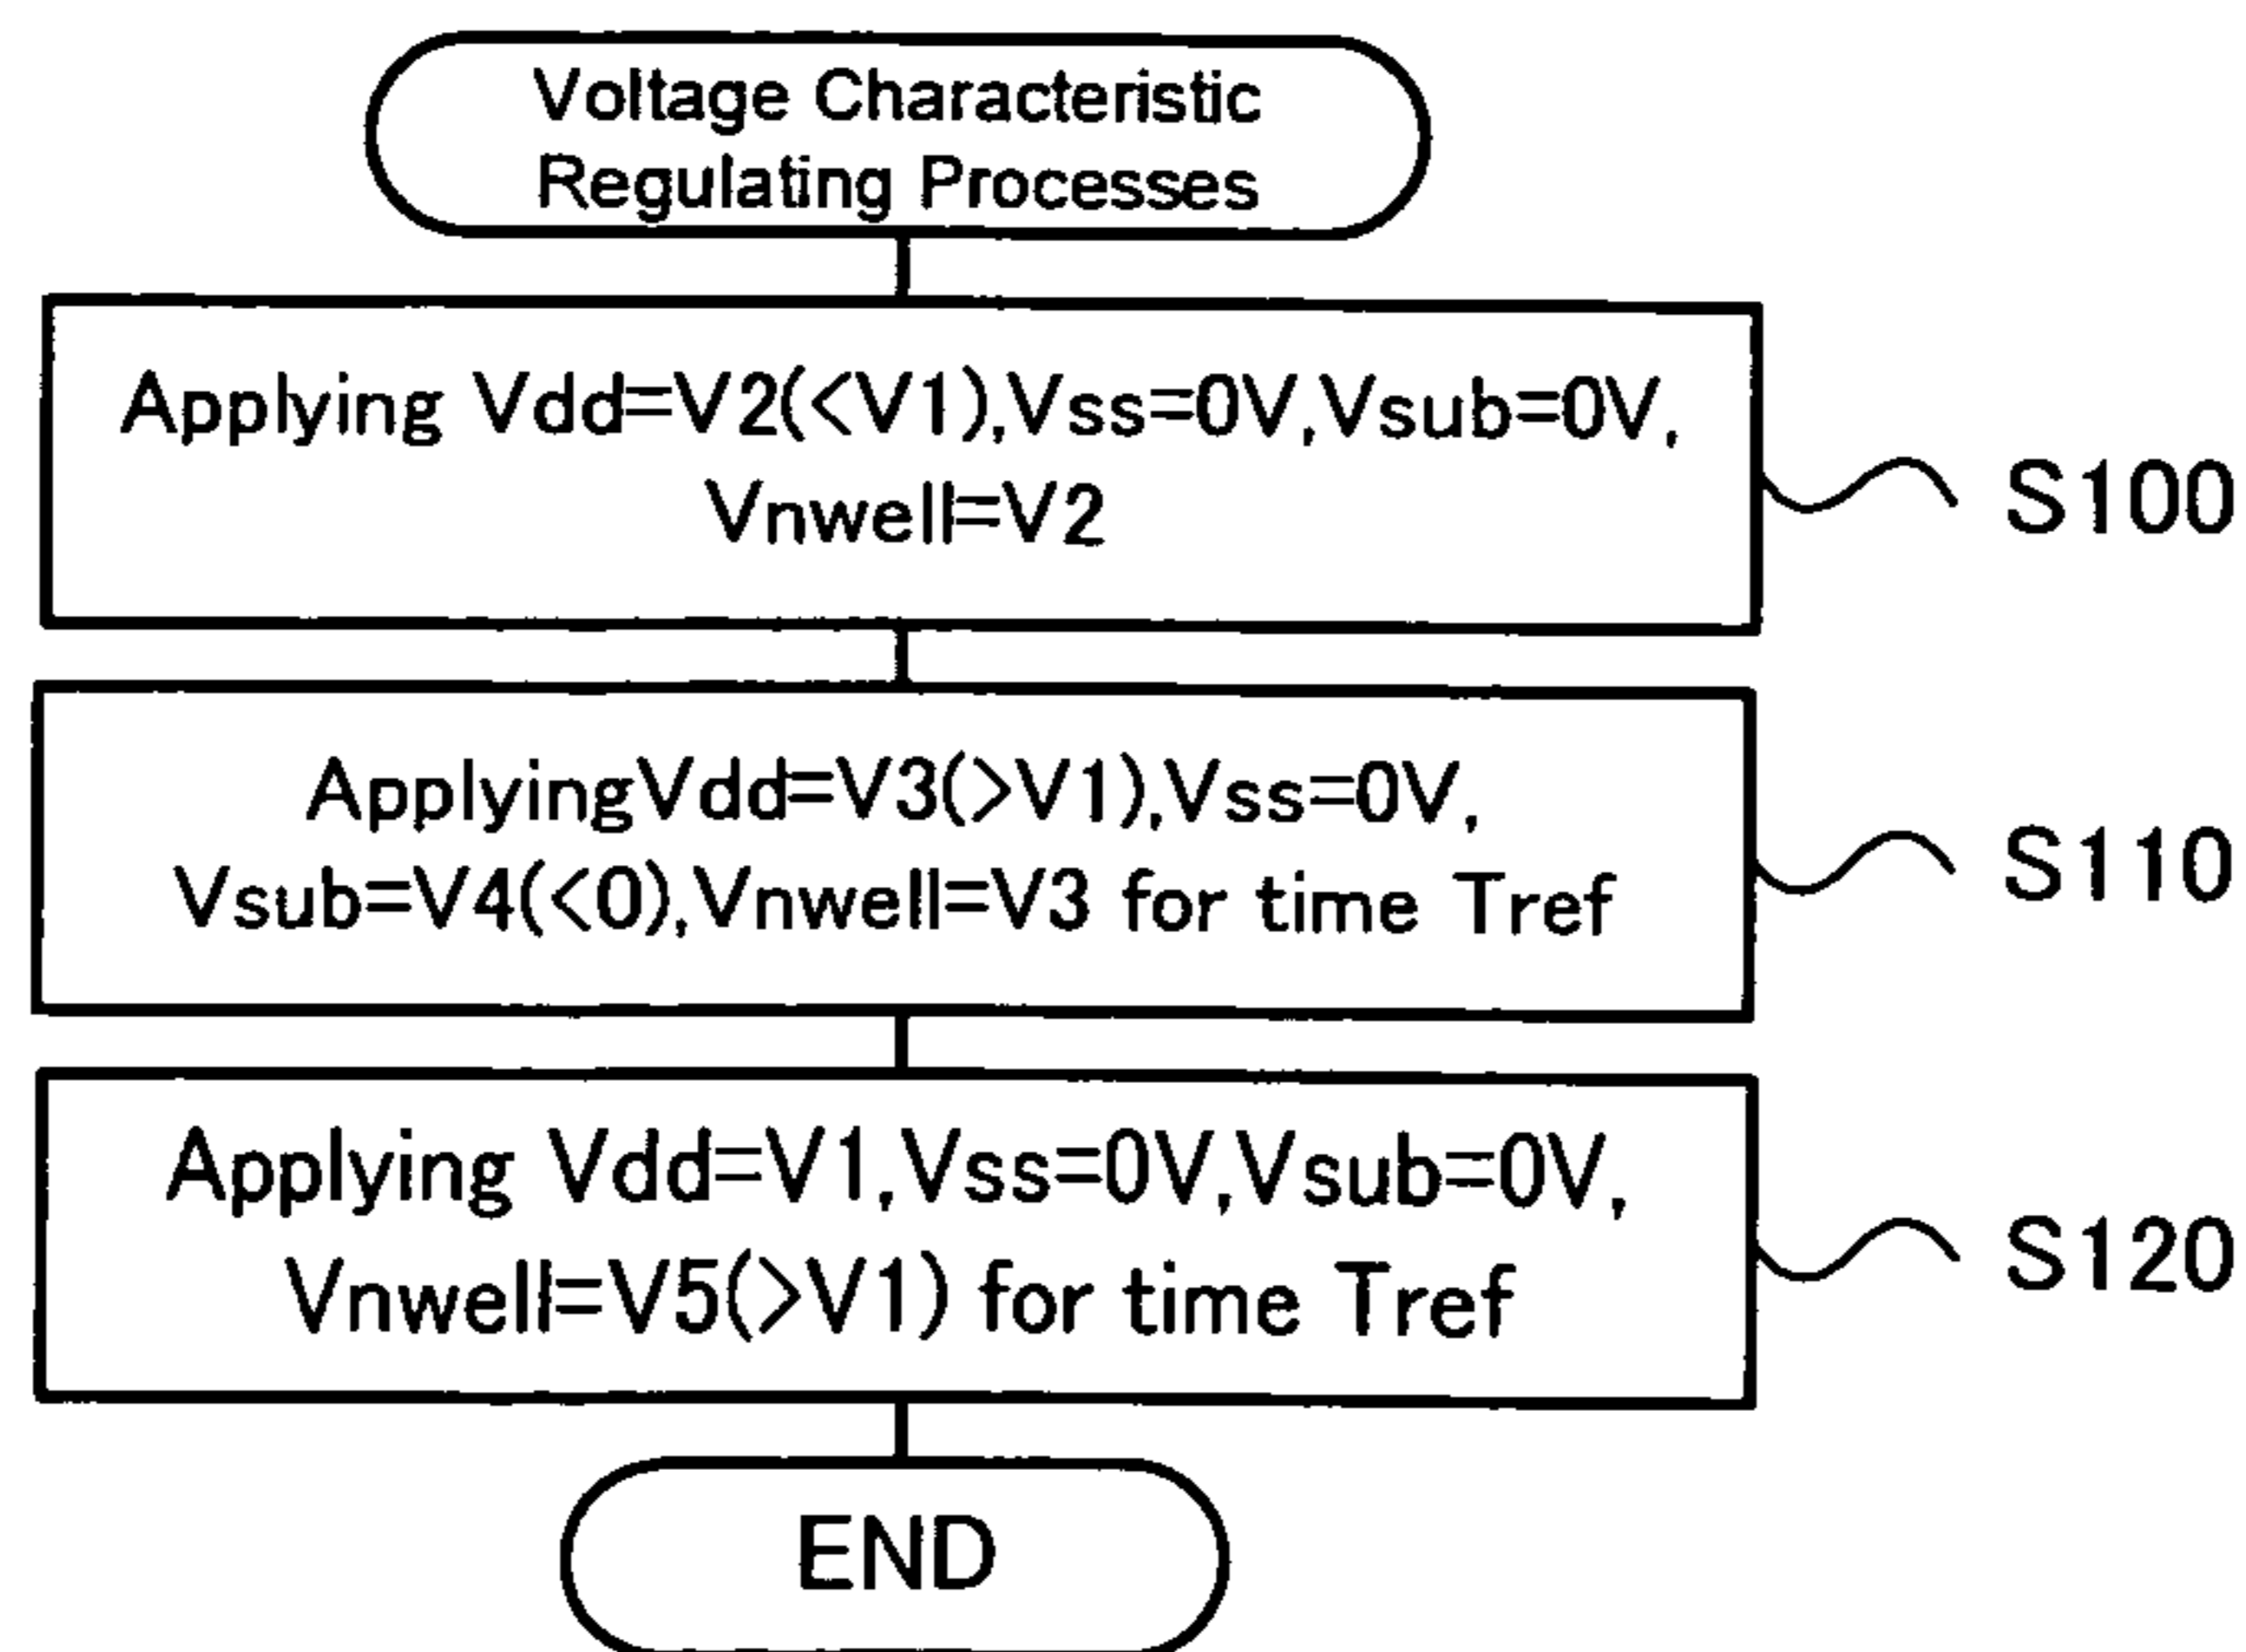 Voltage Characteristic
Regulating Processes
Applying Vdd=V2(<V1),Vss=0V,Vsub=0V,
Vnwell=V2
S100
ApplyingVdd=V3(>V1),Vss=0V,
Vsub=V4(<0),Vnwell=V3 for time Tref
S110
Applying Vdd=V1,Vss=0V,Vsub=0V,
Vnwell=V5(>V1) for time Tref
S120
END